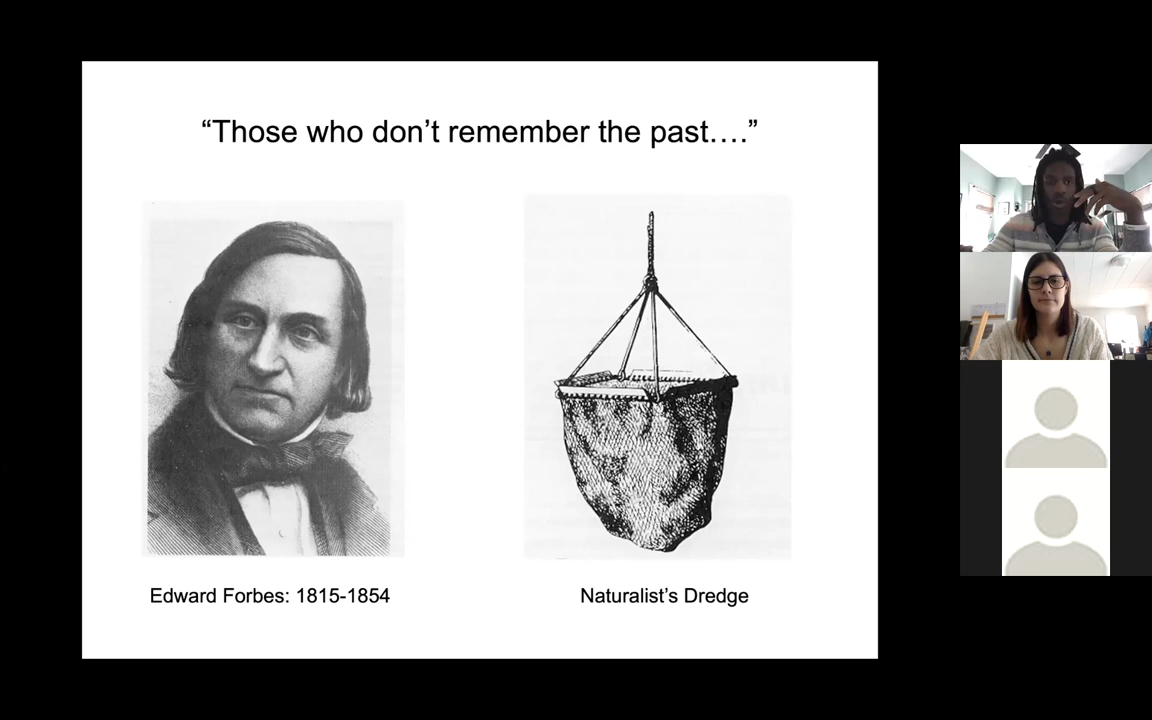 “Those who don’t remember the past….”
Edward Forbes: 1815-1854
Naturalist’s Dredge